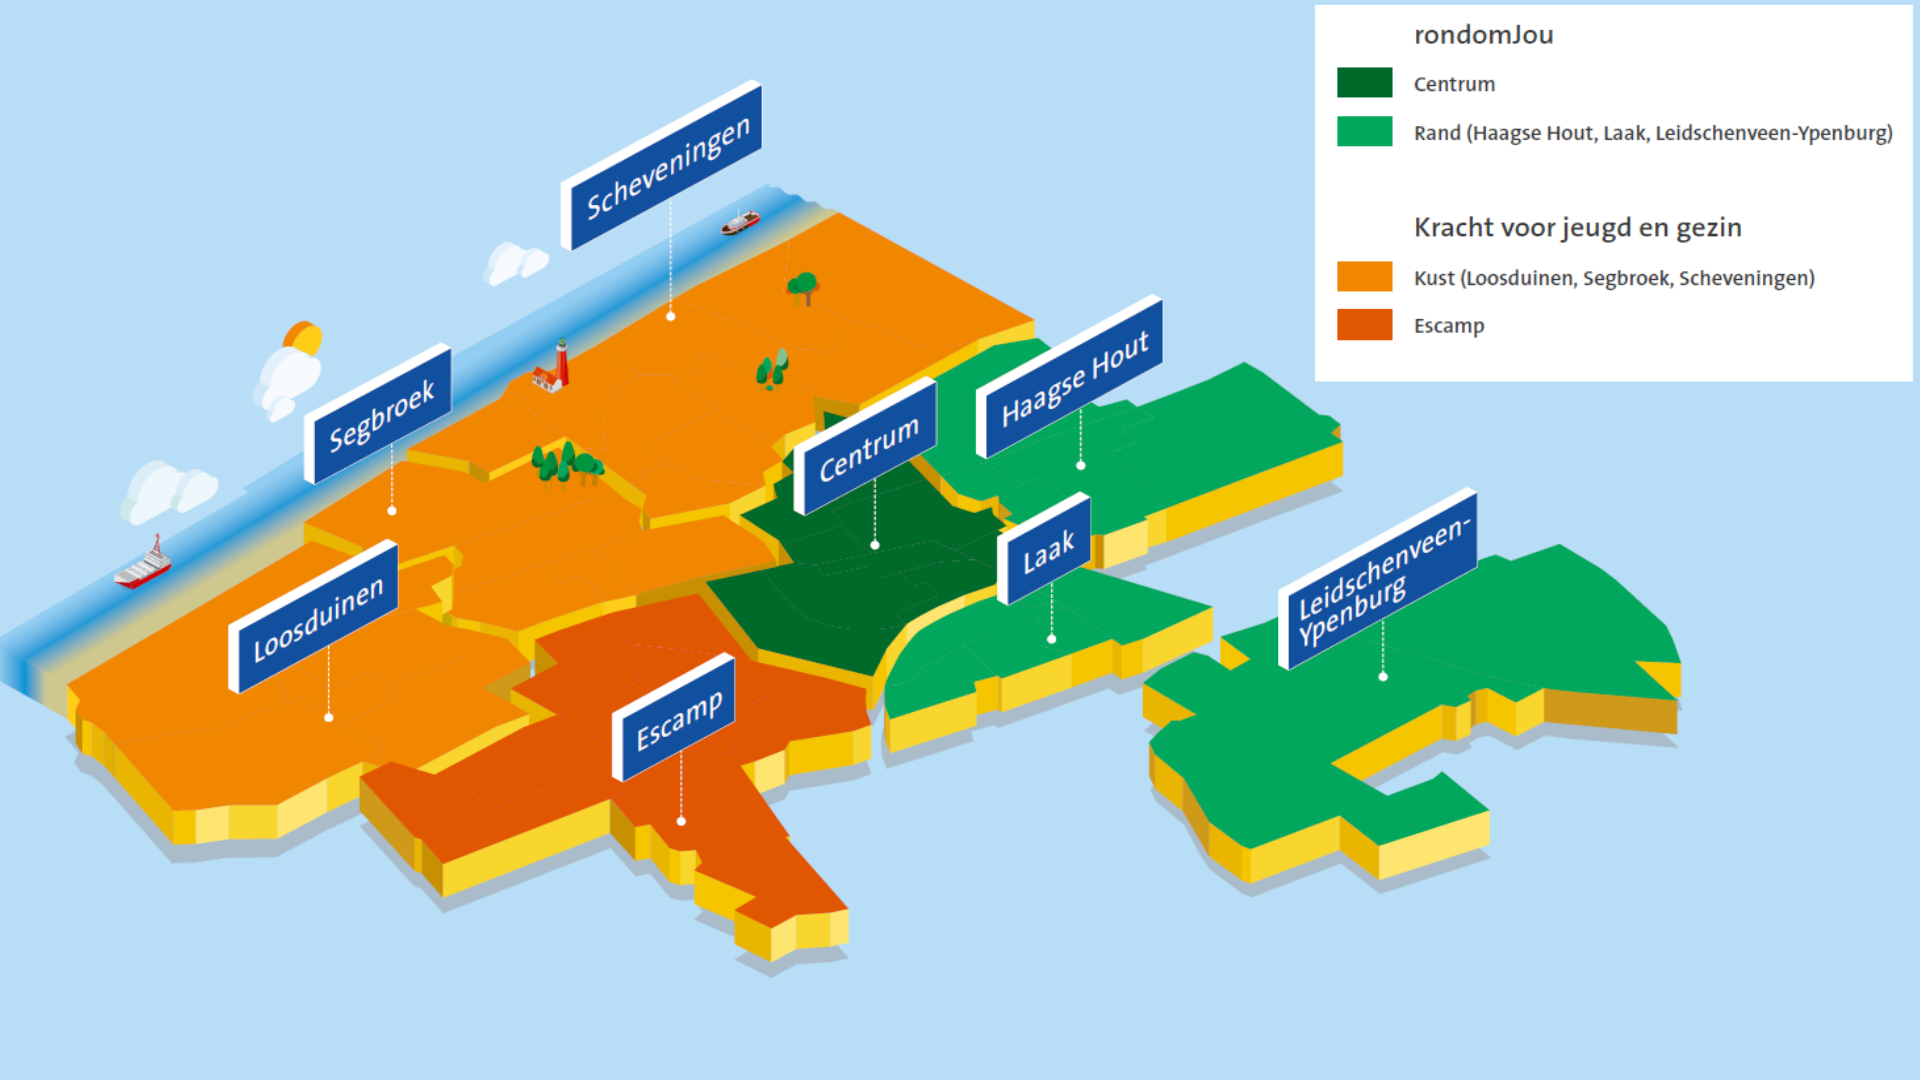 rondomJou
Centrum
Rand (Haagse Hout, Laak, Leidschenveen-Ypenburg)
Kracht voor jeugd en gezin
Kust (Loosduinen, Segbroek, Scheveningen)
Escamp
Scheveningen
Segbroek
Haagse Hout
Centrum
Laak
Leidschenveen-
Ypenburg
Loosduinen
Escamp